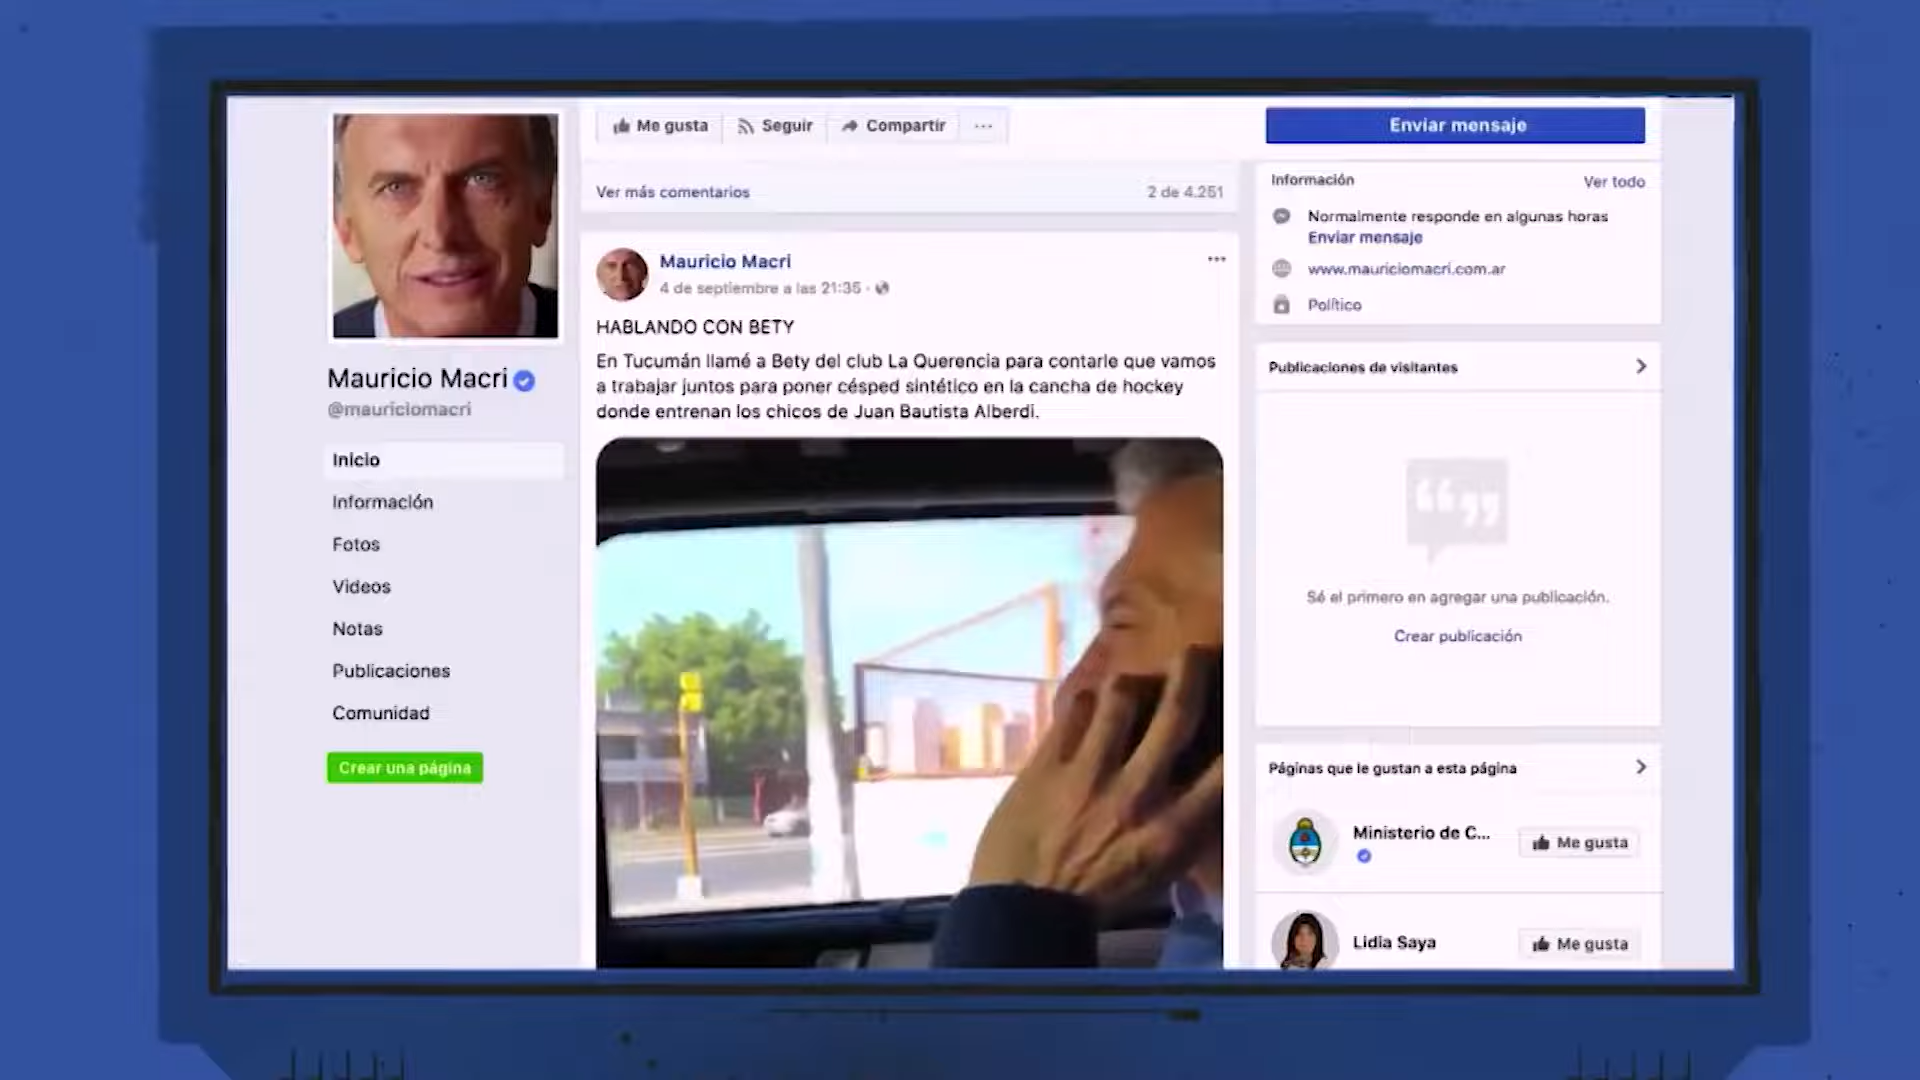 Me gusta
Seguir
Compartir
...
Enviar mensaje
Mauricio Macri
@mauriciomacri
Inicio
Información
Fotos
Videos
Notas
Publicaciones
Comunidad
Crear una página
Ver más comentarios
2 de 4.251
Mauricio Macri
4 de septiembre a las 21:35 ·
HABLANDO CON BETY
En Tucumán llamé a Bety del club La Querencia para contarle que vamos
a trabajar juntos para poner césped sintético en la cancha de hockey
donde entrenan los chicos de Juan Bautista Alberdi.
Información
Ver todo
Normalmente responde en algunas horas
Enviar mensaje
www.mauriciomacri.com.ar
Político
Publicaciones de visitantes
Sé el primero en agregar una publicación.
Crear publicación
Páginas que le gustan a esta página
Ministerio de C...
Me gusta
Lidia Saya
Me gusta